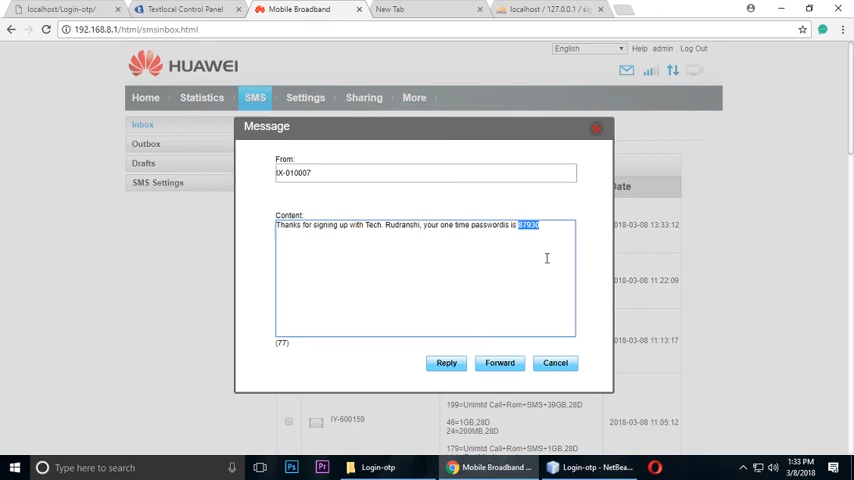 localhost/Login-otp/
Textlocal Control Panel
Mobile Broadband
New Tab
localhost / 127.0.0.1 / si
192.168.8.1/html/smsinbox.html
English Help admin Log Out
HUAWEI
Home Statistics SMS Settings Sharing More
Inbox
Outbox
Drafts
SMS Settings
Message
From:
IX-010007
Content:
Thanks for signing up with Tech. Rudranshi, your one time passwordis is 87930
(77)
Reply Forward Cancel
Date
2018-03-08 13:33:12
2018-03-08 11:22:09
2018-03-08 11:13:17
IY-600159
199=Unlmtd Call+Rom+SMS+39GB,28D
46=1GB,28D
24=200MB,28D
179=Unlmtd Call+Rom+SMS+1GB,28D
2018-03-08 11:05:12
Type here to search
Ps
Pr
Login-otp
Mobile Broadband ...
Login-otp - NetBea...
1:33 PM
3/8/2018